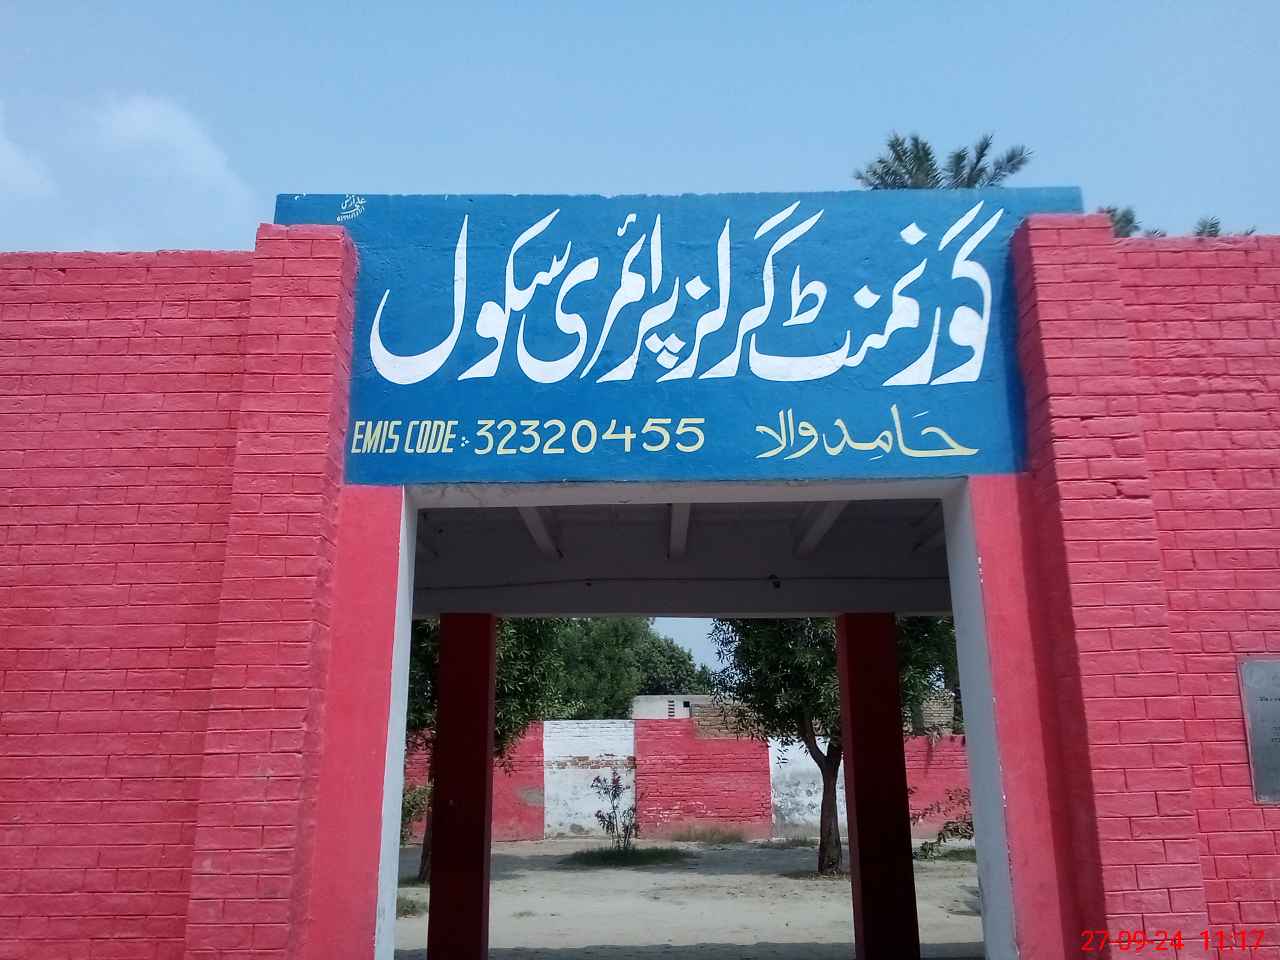 گورنمنٹ گرلز پرائمری سکول
حامد والا
EMIS CODE : 32320455
27-09-24 11:17